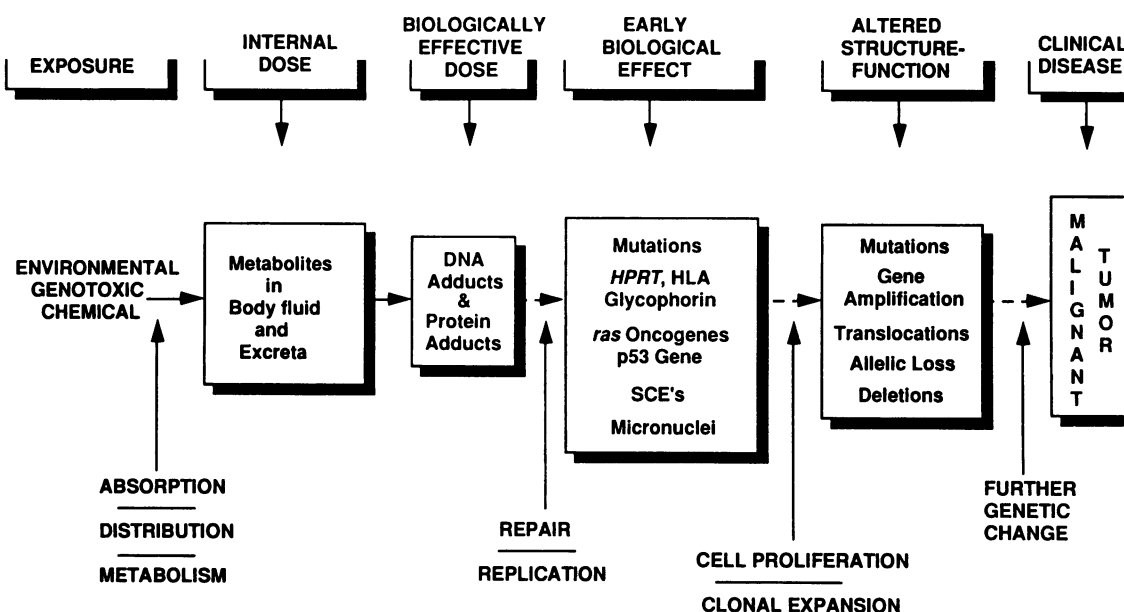 EXPOSURE
INTERNAL
DOSE
BIOLOGICALLY
EFFECTIVE
DOSE
EARLY
BIOLOGICAL
EFFECT
ALTERED
STRUCTURE-
FUNCTION
CLINICAL
DISEASE
ENVIRONMENTAL
GENOTOXIC
CHEMICAL
Metabolites
in
Body fluid
and
Excreta
DNA
Adducts
&
Protein
Adducts
Mutations
HPRT, HLA
Glycophorin
ras Oncogenes
p53 Gene
SCE's
Micronuclei
Mutations
Gene
Amplification
Translocations
Allelic Loss
Deletions
MALIGNANT
TUMOR
ABSORPTION
DISTRIBUTION
METABOLISM
REPAIR
REPLICATION
CELL PROLIFERATION
CLONAL EXPANSION
FURTHER
GENETIC
CHANGE